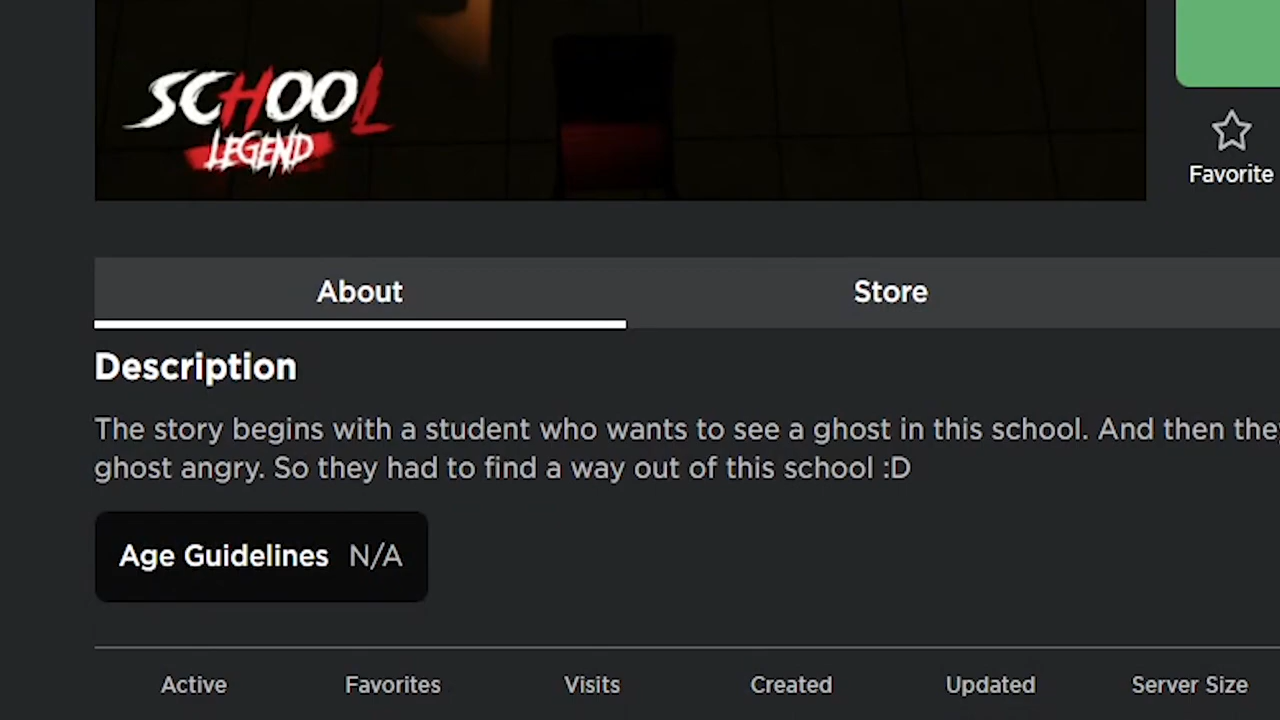 SCHOOL
LEGEND
Favorite
About
Store
Description
The story begins with a student who wants to see a ghost in this school. And then
ghost angry. So they had to find a way out of this school :D
Age Guidelines N/A
Active Favorites Visits Created Updated Server Size